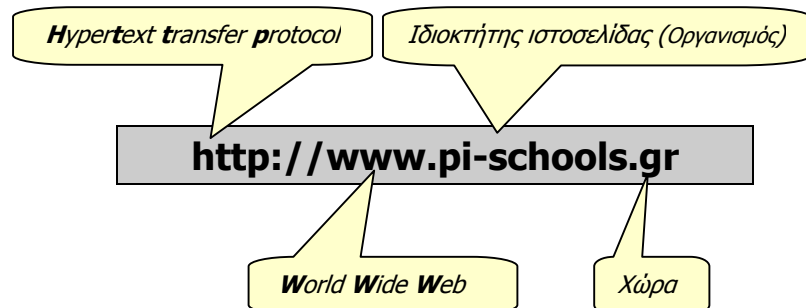 Hypertext transfer protocol
Ιδιοκτήτης ιστοσελίδας (Οργανισμός)
http://www.pi-schools.gr
World Wide Web
Χώρα